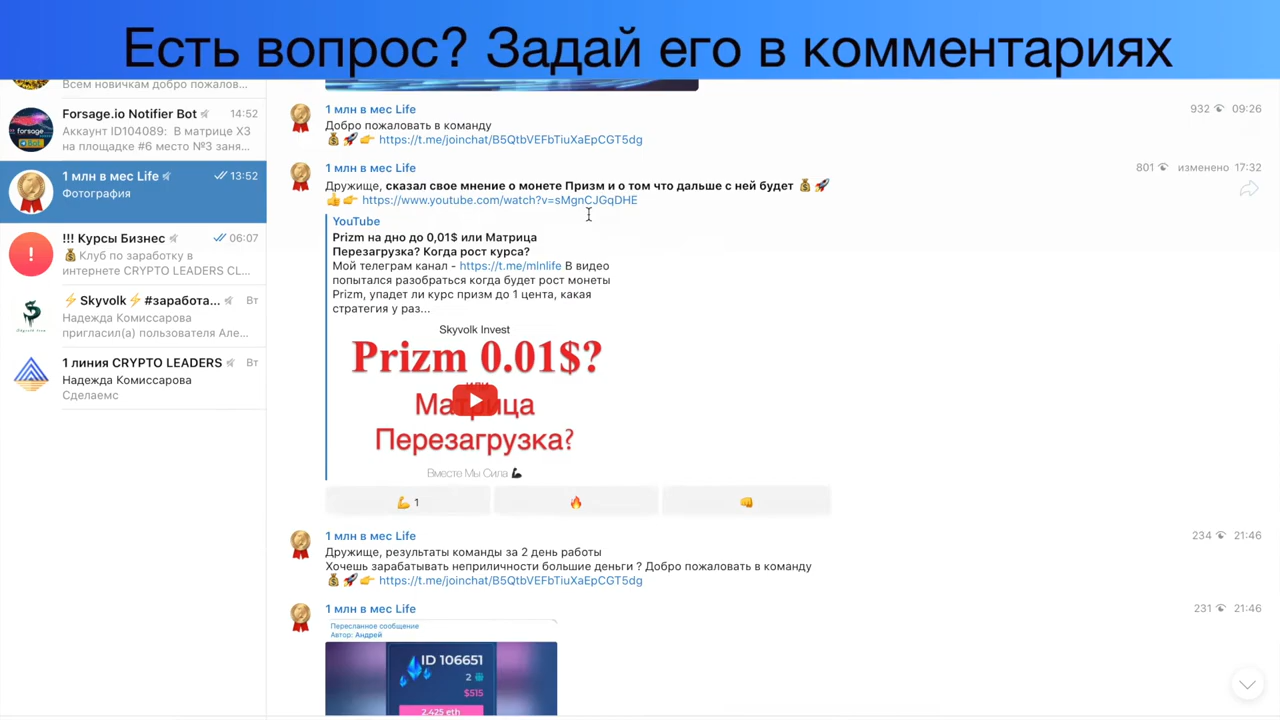 Есть вопрос? Задай его в комментариях
Всем новичкам добро пожалов...
Forsage.io Notifier Bot 14:52
Аккаунт ID104089: В матрице X3
на площадке #6 место №3 заня...
1 млн в мес Life 13:52
Фотография
!!! Курсы Бизнес 06:07
💰Клуб по заработку в
интернете CRYPTO LEADERS CL...
⚡Skyvolk⚡#заработа... Вт
Надежда Комиссарова
пригласил(а) пользователя Але...
1 линия CRYPTO LEADERS Вт
Надежда Комиссарова
Сделаемс
1 млн в мес Life 932 09:26
Добро пожаловать в команду
💰🚀👉 https://t.me/joinchat/B5QtbVEFbTiuXaEpCGT5dg
1 млн в мес Life 801 изменено 17:32
Дружище, сказал свое мнение о монете Призм и о том что дальше с ней будет 💰🚀
👍👉 https://www.youtube.com/watch?v=sMgnCJGqDHE
YouTube
Prizm на дно до 0,01$ или Матрица
Перезагрузка? Когда рост курса?
Мой телеграм канал - https://t.me/mlnlife В видео
попытался разобраться когда будет рост монеты
Prizm, упадет ли курс призм до 1 цента, какая
стратегия у раз...
Skyvolk Invest
Prizm 0.01$?
или
Матрица
Перезагрузка?
Вместе Мы Сила 💪
💪 1 🔥 👊
1 млн в мес Life 234 21:46
Дружище, результаты команды за 2 день работы
Хочешь зарабатывать неприличности большие деньги ? Добро пожаловать в команду
💰🚀👉 https://t.me/joinchat/B5QtbVEFbTiuXaEpCGT5dg
1 млн в мес Life 231 21:46
Пересланное сообщение
Автор: Андрей
ID 106651
2
$515
2.425 eth